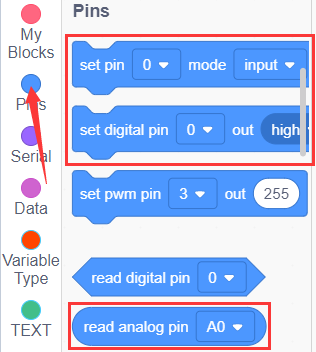 Pins
My
Blocks
Pins
Serial
Data
Variable
Type
TEXT
set pin 0 mode input
set digital pin 0 out high
set pwm pin 3 out 255
read digital pin 0
read analog pin A0